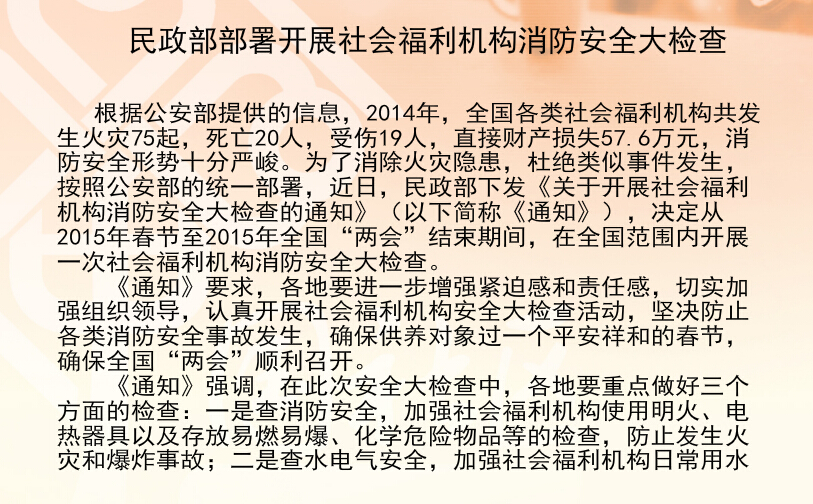 民政部部署开展社会福利机构消防安全大检查
根据公安部提供的信息，2014年，全国各类社会福利机构共发
生火灾75起，死亡20人，受伤19人，直接财产损失57.6万元，消
防安全形势十分严峻。为了消除火灾隐患，杜绝类似事件发生，
按照公安部的统一部署，近日，民政部下发《关于开展社会福利
机构消防安全大检查的通知》（以下简称《通知》），决定从
2015年春节至2015年全国“两会”结束期间，在全国范围内开展
一次社会福利机构消防安全大检查。
《通知》要求，各地要进一步增强紧迫感和责任感，切实加
强组织领导，认真开展社会福利机构安全大检查活动，坚决防止
各类消防安全事故发生，确保供养对象过一个平安祥和的春节，
确保全国“两会”顺利召开。
《通知》强调，在此次安全大检查中，各地要重点做好三个
方面的检查：一是查消防安全，加强社会福利机构使用明火、电
热器具以及存放易燃易爆、化学危险物品等的检查，防止发生火
灾和爆炸事故；二是查水电气安全，加强社会福利机构日常用水